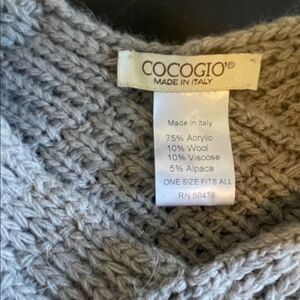 COCOGIO'®
MADE IN ITALY
Made in Italy
75% Acrylic
10% Wool
10% Viscose
5% Alpaca
ONE SIZE FITS ALL
RN 59478